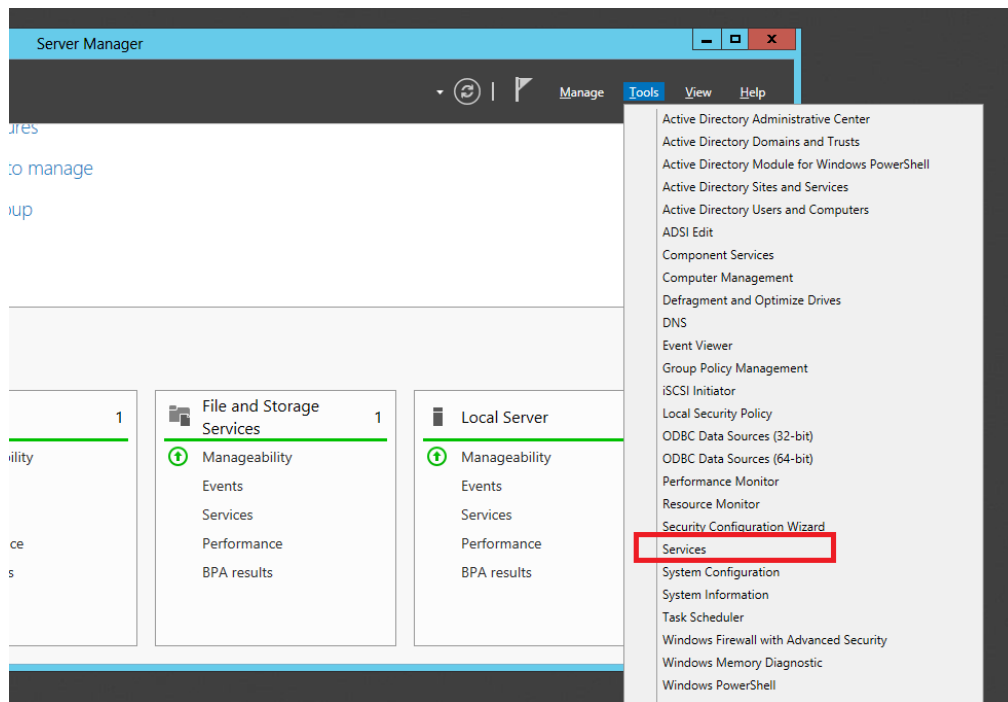 Server Manager
Manage Tools View Help
ures
to manage
oup
1
ility
ce
s
File and Storage
Services
1
Manageability
Events
Services
Performance
BPA results
Local Server
Manageability
Events
Services
Performance
BPA results
Active Directory Administrative Center
Active Directory Domains and Trusts
Active Directory Module for Windows PowerShell
Active Directory Sites and Services
Active Directory Users and Computers
ADSI Edit
Component Services
Computer Management
Defragment and Optimize Drives
DNS
Event Viewer
Group Policy Management
iSCSI Initiator
Local Security Policy
ODBC Data Sources (32-bit)
ODBC Data Sources (64-bit)
Performance Monitor
Resource Monitor
Security Configuration Wizard
Services
System Configuration
System Information
Task Scheduler
Windows Firewall with Advanced Security
Windows Memory Diagnostic
Windows PowerShell